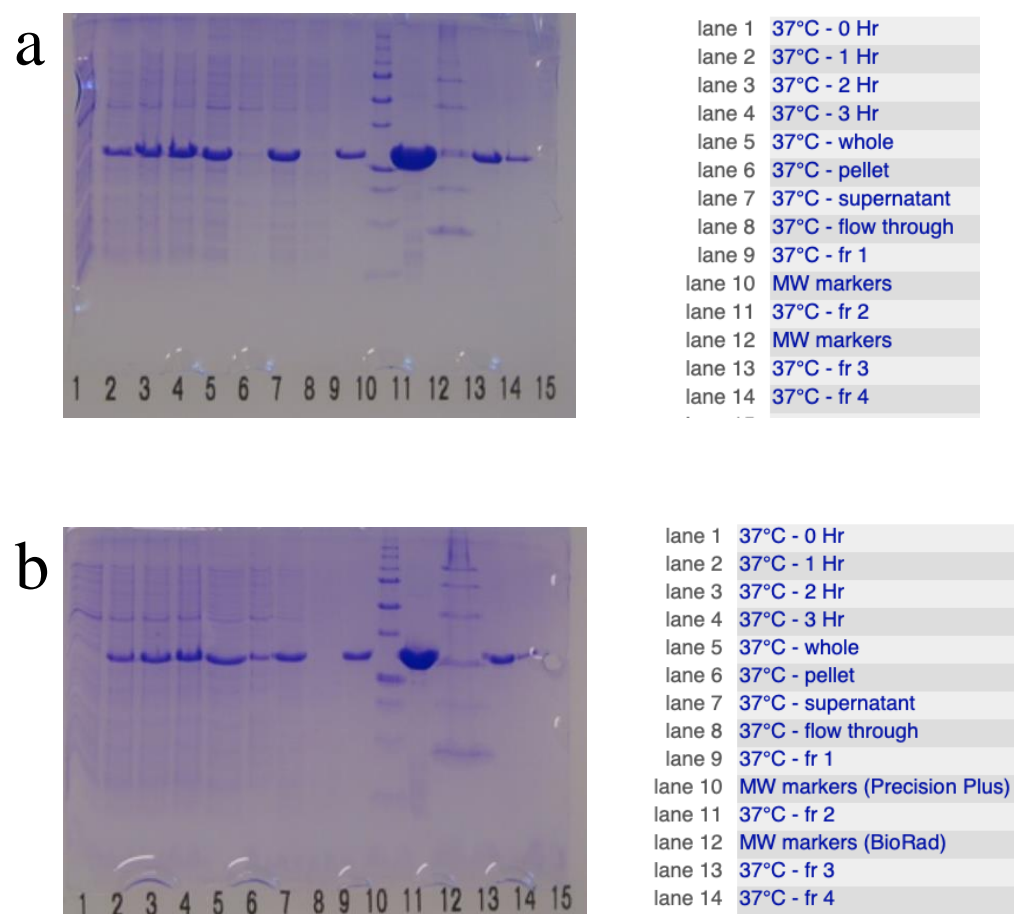 a
lane 1 37°C - 0 Hr
lane 2 37°C - 1 Hr
lane 3 37°C - 2 Hr
lane 4 37°C - 3 Hr
lane 5 37°C - whole
lane 6 37°C - pellet
lane 7 37°C - supernatant
lane 8 37°C - flow through
lane 9 37°C - fr 1
lane 10 MW markers
lane 11 37°C - fr 2
lane 12 MW markers
lane 13 37°C - fr 3
lane 14 37°C - fr 4
1 2 3 4 5 6 7 8 9 10 11 12 13 14 15
b
lane 1 37°C - 0 Hr
lane 2 37°C - 1 Hr
lane 3 37°C - 2 Hr
lane 4 37°C - 3 Hr
lane 5 37°C - whole
lane 6 37°C - pellet
lane 7 37°C - supernatant
lane 8 37°C - flow through
lane 9 37°C - fr 1
lane 10 MW markers (Precision Plus)
lane 11 37°C - fr 2
lane 12 MW markers (BioRad)
lane 13 37°C - fr 3
lane 14 37°C - fr 4
1 2 3 4 5 6 7 8 9 10 11 12 13 14 15